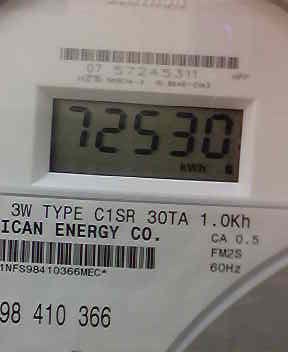 07 57245311
72530
kWh
3W TYPE C1SR 30TA 1.0Kh
ICAN ENERGY CO.
CA 0.5
FM2S
60Hz
1NFS98410366MEC*
98 410 366